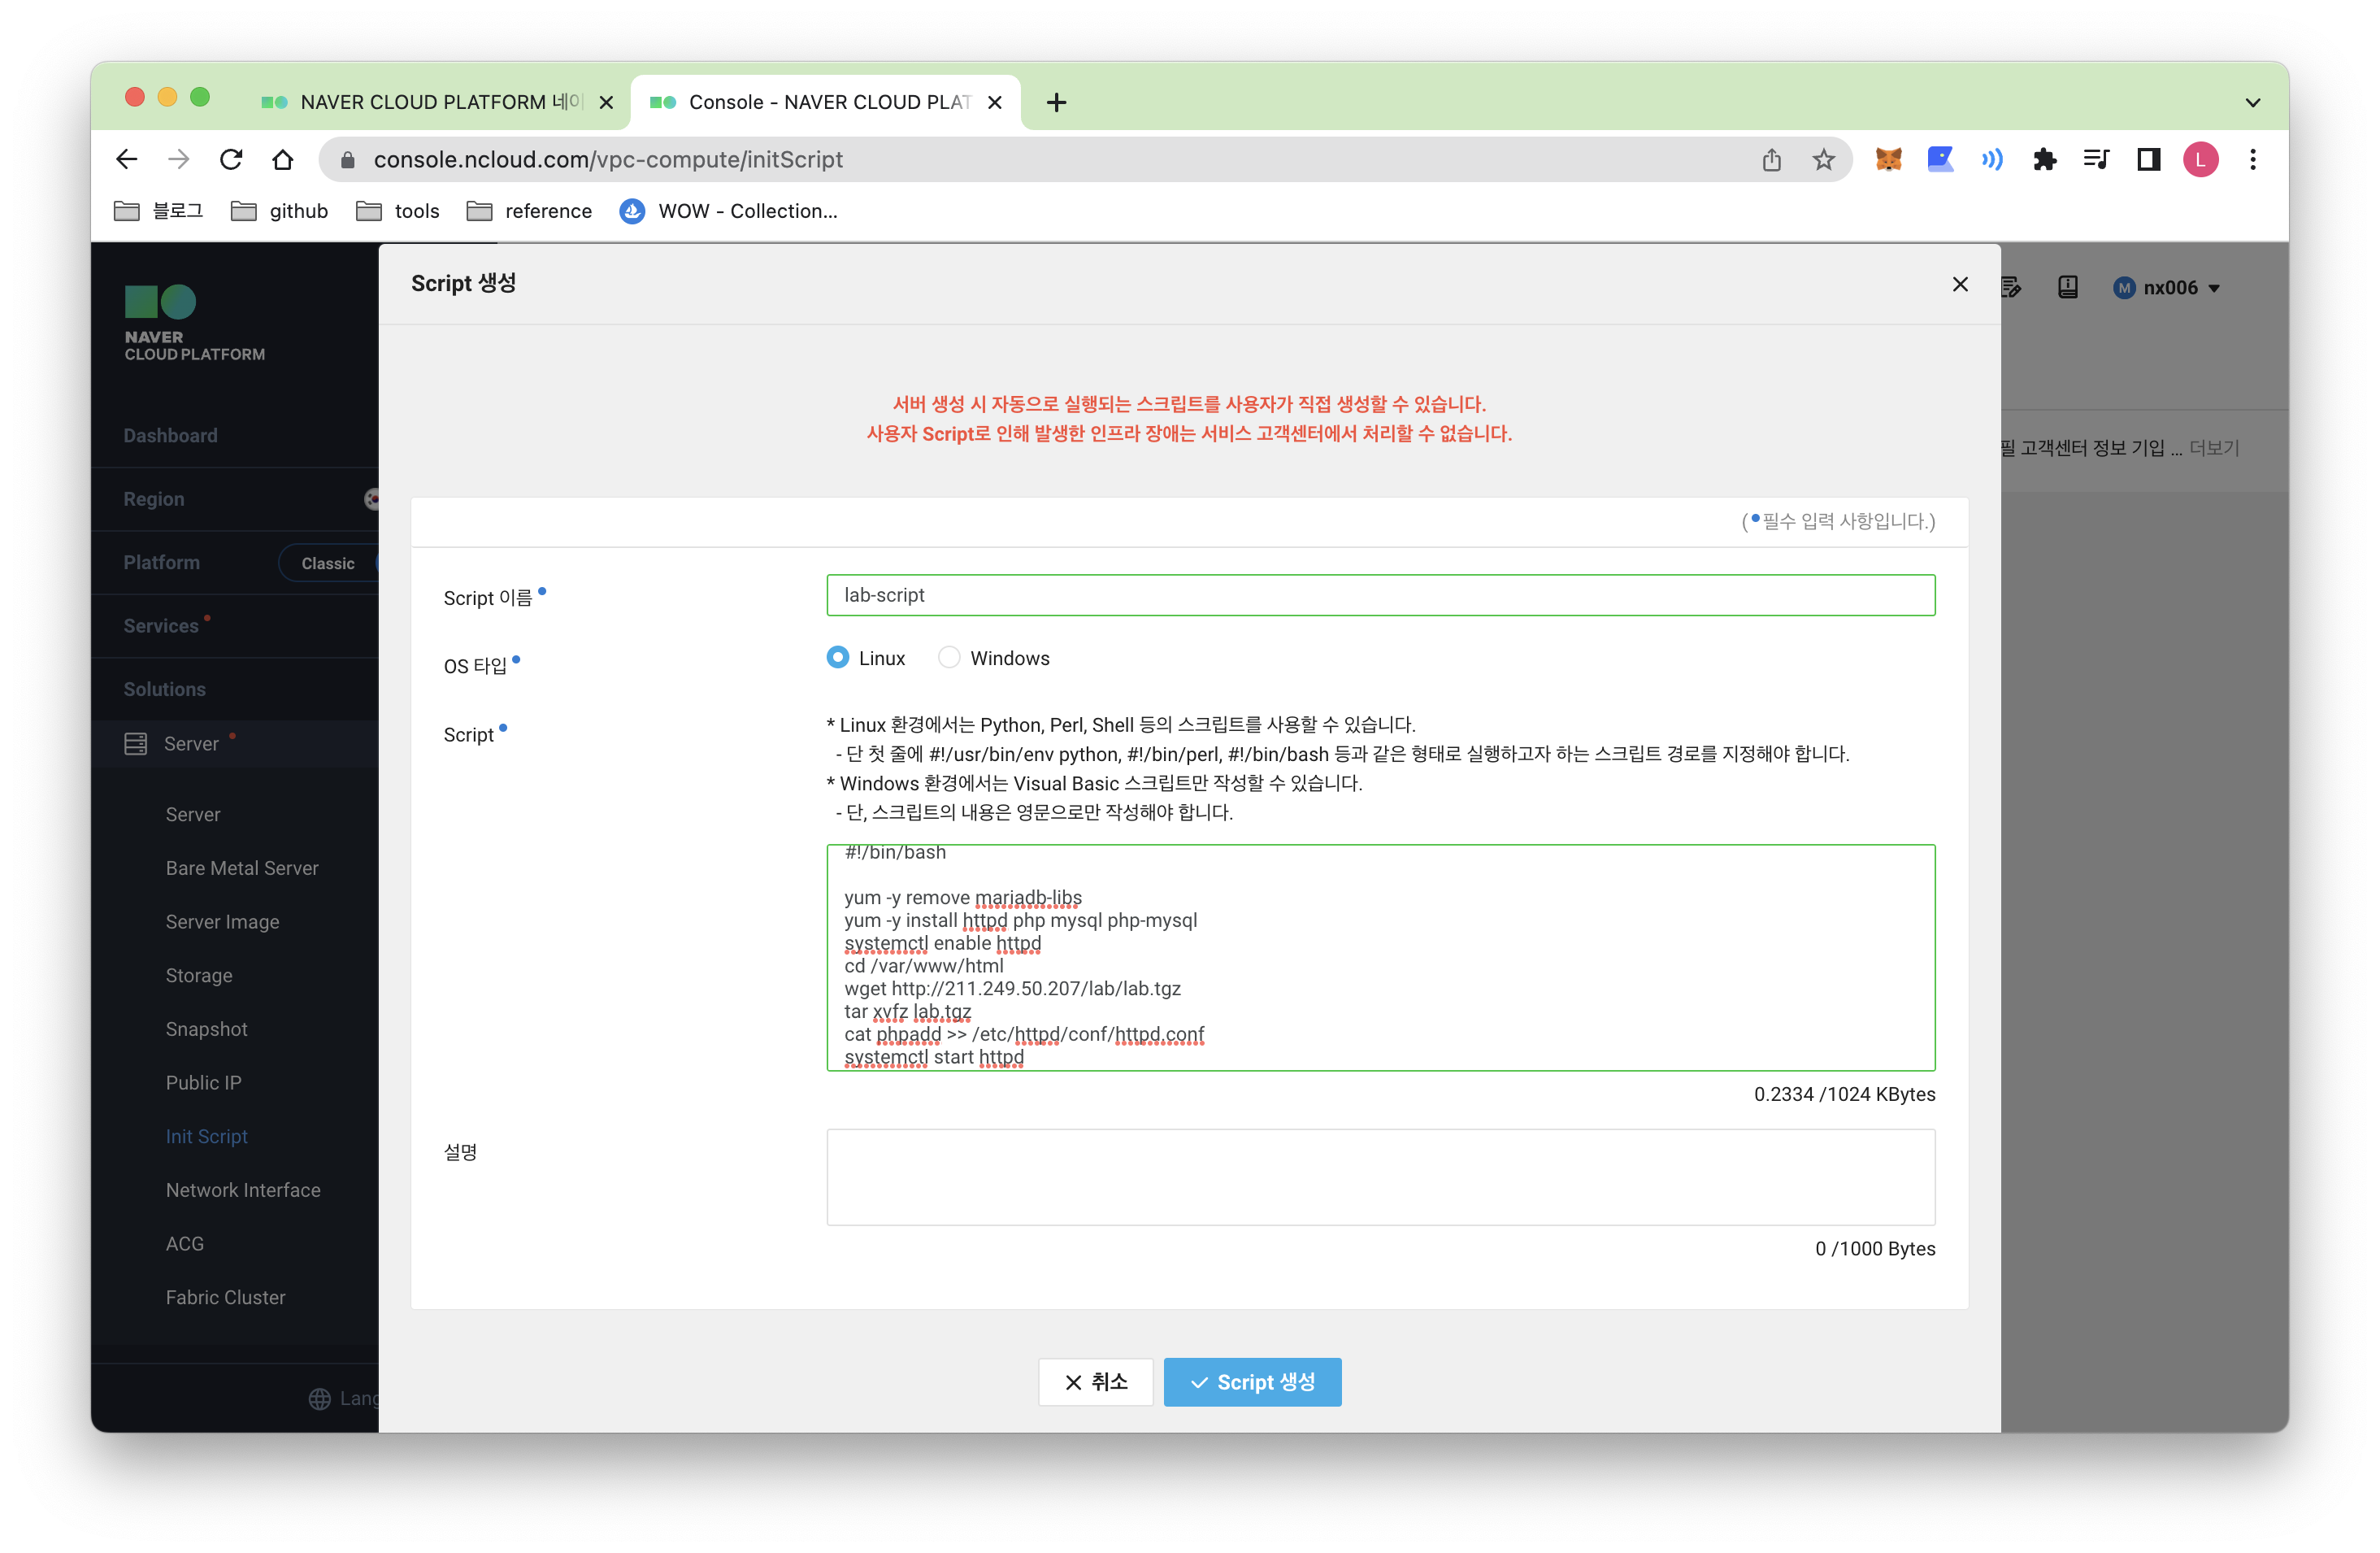 NAVER CLOUD PLATFORM 네이
Console - NAVER CLOUD PLAT
console.ncloud.com/vpc-compute/initScript
L
블로그
github
tools
reference
WOW - Collection...
NAVER
CLOUD PLATFORM
Dashboard
Region
Platform
Classic
Services
Solutions
Server
Server
Bare Metal Server
Server Image
Storage
Snapshot
Public IP
Init Script
Network Interface
ACG
Fabric Cluster
Lang
M nx006
필 고객센터 정보 기입 ... 더보기
Script 생성
서버 생성 시 자동으로 실행되는 스크립트를 사용자가 직접 생성할 수 있습니다.
사용자 Script로 인해 발생한 인프라 장애는 서비스 고객센터에서 처리할 수 없습니다.
(•필수 입력 사항입니다.)
Script 이름
lab-script
OS 타입
Linux
Windows
Script
* Linux 환경에서는 Python, Perl, Shell 등의 스크립트를 사용할 수 있습니다.
- 단 첫 줄에 #!/usr/bin/env python, #!/bin/perl, #!/bin/bash 등과 같은 형태로 실행하고자 하는 스크립트 경로를 지정해야 합니다.
* Windows 환경에서는 Visual Basic 스크립트만 작성할 수 있습니다.
- 단, 스크립트의 내용은 영문으로만 작성해야 합니다.
#!/bin/bash
yum -y remove mariadb-libs
yum -y install httpd php mysql php-mysql
systemctl enable httpd
cd /var/www/html
wget http://211.249.50.207/lab/lab.tgz
tar xvfz lab.tgz
cat phpadd >> /etc/httpd/conf/httpd.conf
systemctl start httpd
0.2334 /1024 KBytes
설명
0 /1000 Bytes
취소
Script 생성